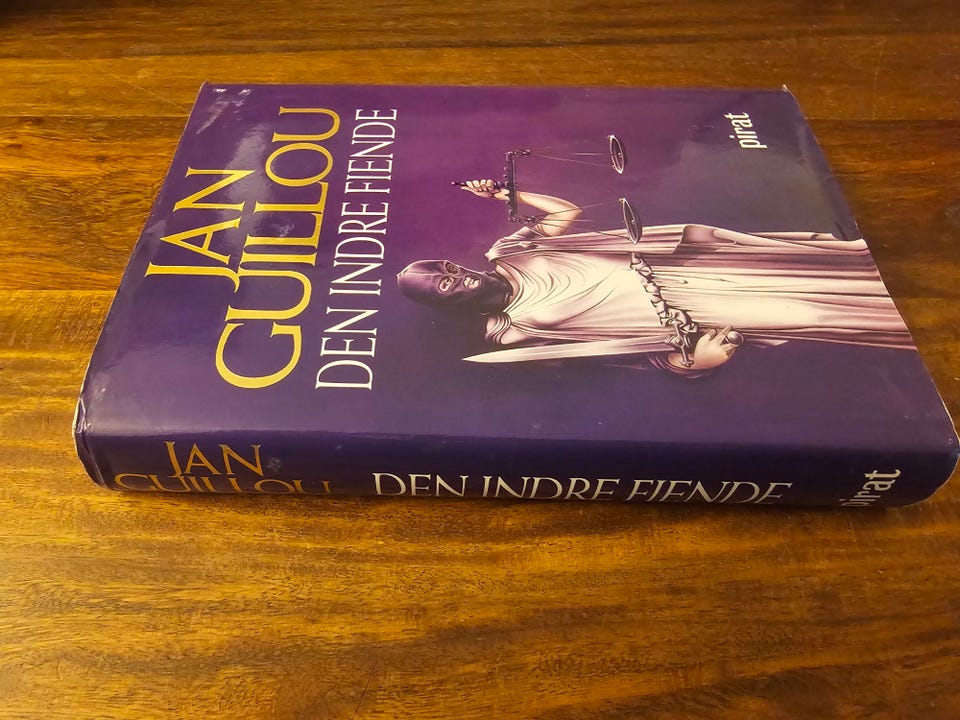 JAN
GUILLOU
DEN INDRE FIENDE
pirat
JAN
GUILLOU
DEN INDRE FIENDE
pirat